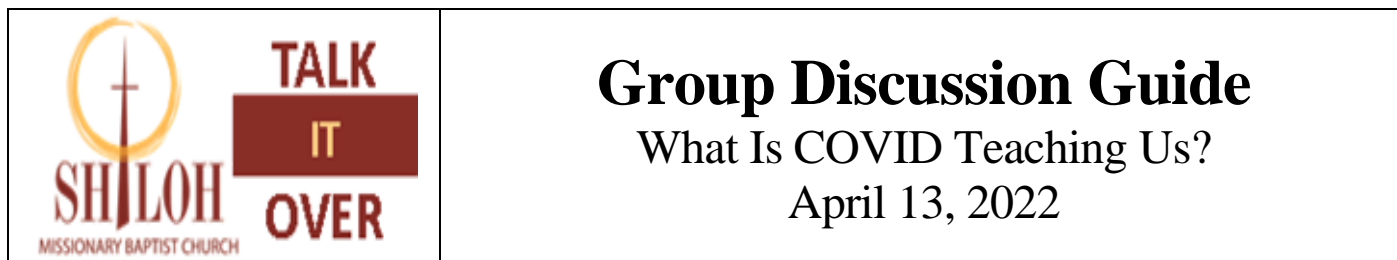 SHILOH
MISSIONARY BAPTIST CHURCH
TALK
IT
OVER
Group Discussion Guide
What Is COVID Teaching Us?
April 13, 2022